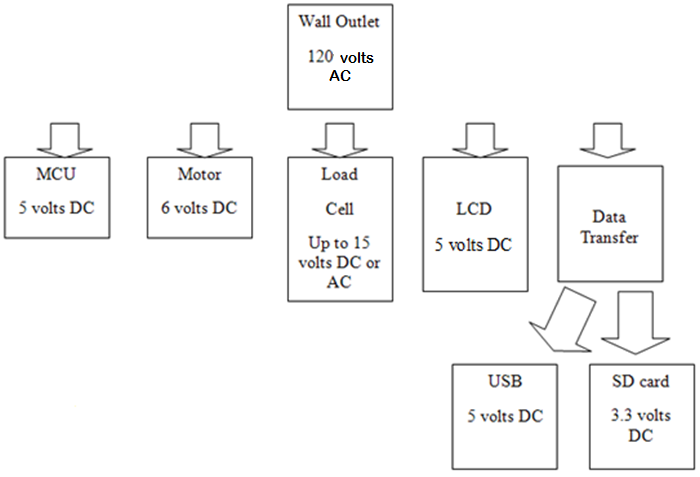 Wall Outlet
120 volts
AC
MCU
5 volts DC
Motor
6 volts DC
Load
Cell
Up to 15
volts DC or
AC
LCD
5 volts DC
Data
Transfer
USB
5 volts DC
SD card
3.3 volts
DC